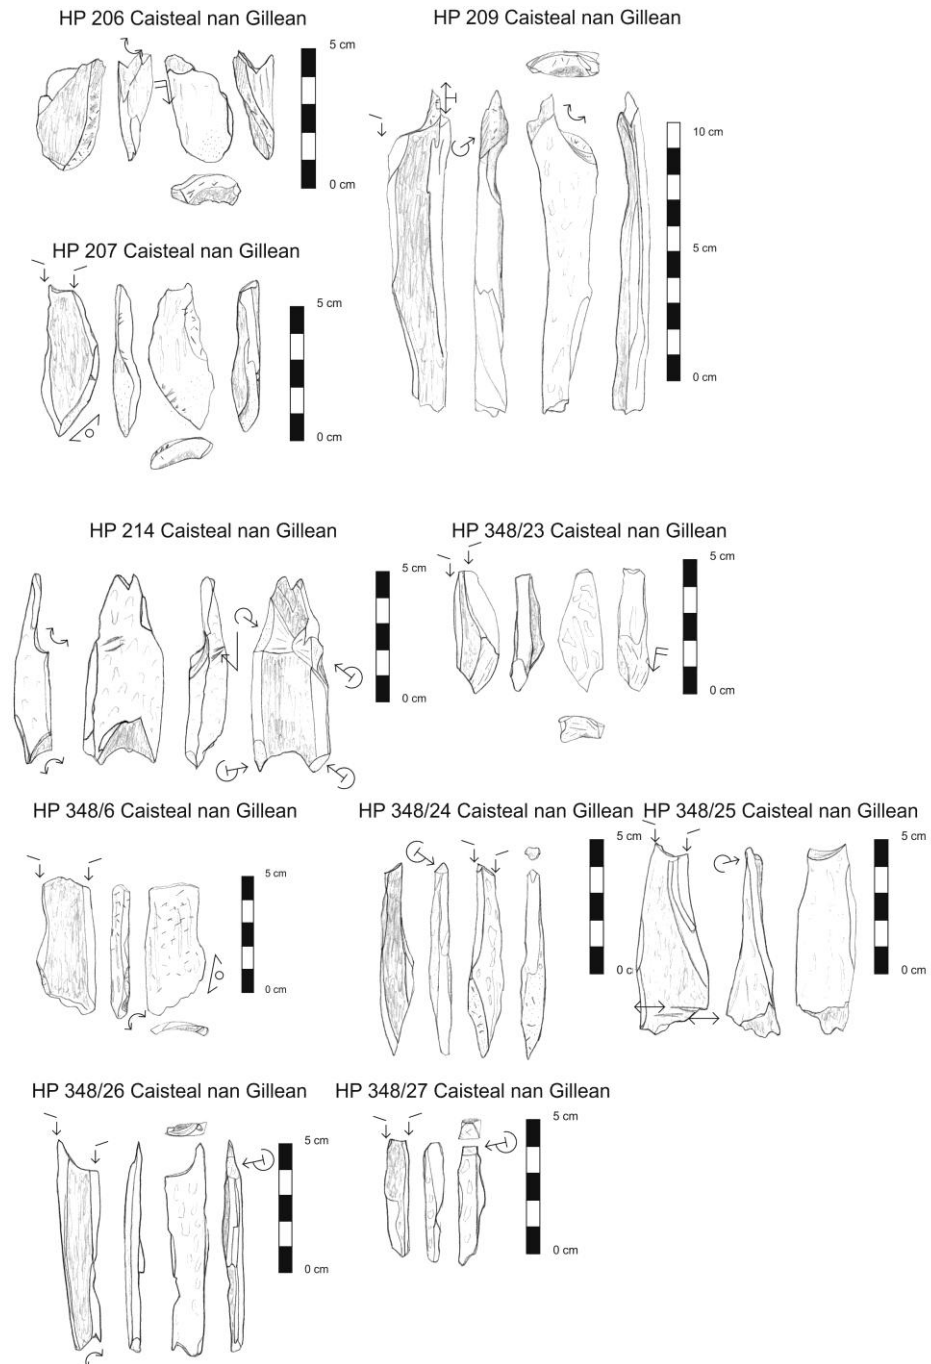 HP 206 Caisteal nan Gillean
5 cm
0 cm
HP 209 Caisteal nan Gillean
10 cm
5 cm
0 cm
HP 207 Caisteal nan Gillean
5 cm
0 cm
HP 214 Caisteal nan Gillean
5 cm
0 cm
HP 348/23 Caisteal nan Gillean
5 cm
0 cm
HP 348/6 Caisteal nan Gillean
5 cm
0 cm
HP 348/24 Caisteal nan Gillean
5 cm
0 c
HP 348/25 Caisteal nan Gillean
5 cm
0 cm
HP 348/26 Caisteal nan Gillean
5 cm
0 cm
HP 348/27 Caisteal nan Gillean
5 cm
0 cm